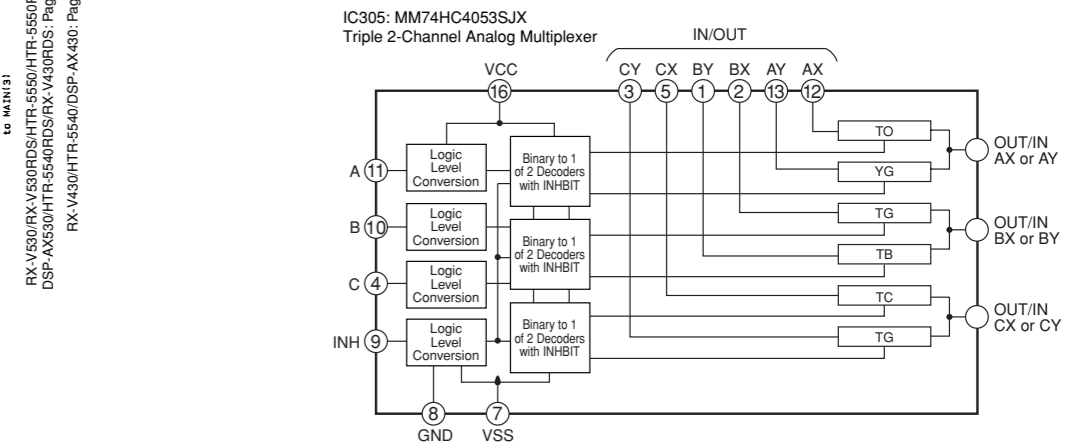 to MAIN(3)
RX-V530/RX-V530RDS/HTR-5550/HTR-5550R
DSP-AX530/HTR-5540RDS/RX-V430RDS: Pag
RX-V430/HTR-5540/DSP-AX430: Pag
IC305: MM74HC4053SJX
Triple 2-Channel Analog Multiplexer
IN/OUT
VCC CY CX BY BX AY AX
16 3 5 1 2 13 12
TO
OUT/IN
AX or AY
YG
A 11
Logic
Level
Conversion
Binary to 1
of 2 Decoders
with INHBIT
TG
OUT/IN
BX or BY
TB
B 10
Logic
Level
Conversion
Binary to 1
of 2 Decoders
with INHBIT
C 4
Logic
Level
Conversion
TC
OUT/IN
CX or CY
TG
INH 9
Logic
Level
Conversion
Binary to 1
of 2 Decoders
with INHBIT
8 7
GND VSS